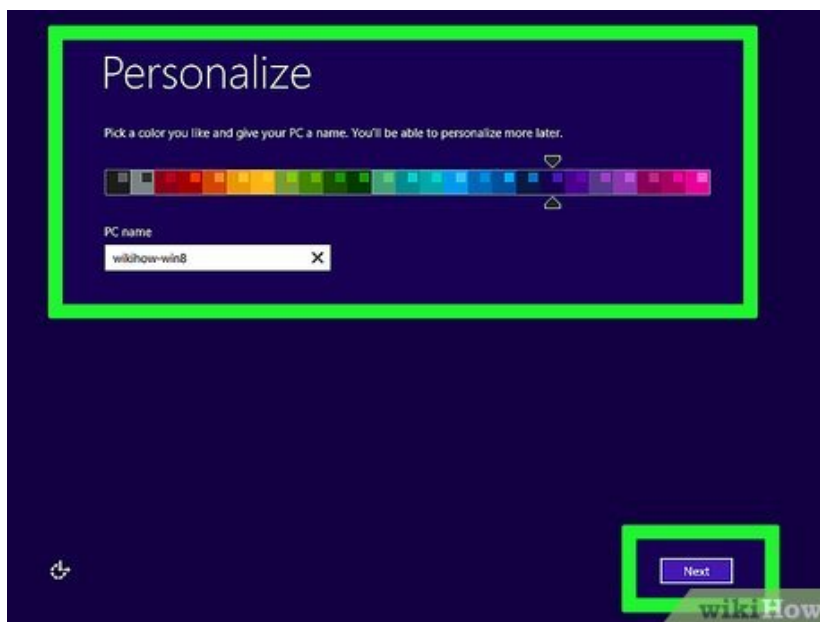 Personalize
Pick a color you like and give your PC a name. You'll be able to personalize more later.
PC name
wikihow-win8
Next
wikiHow